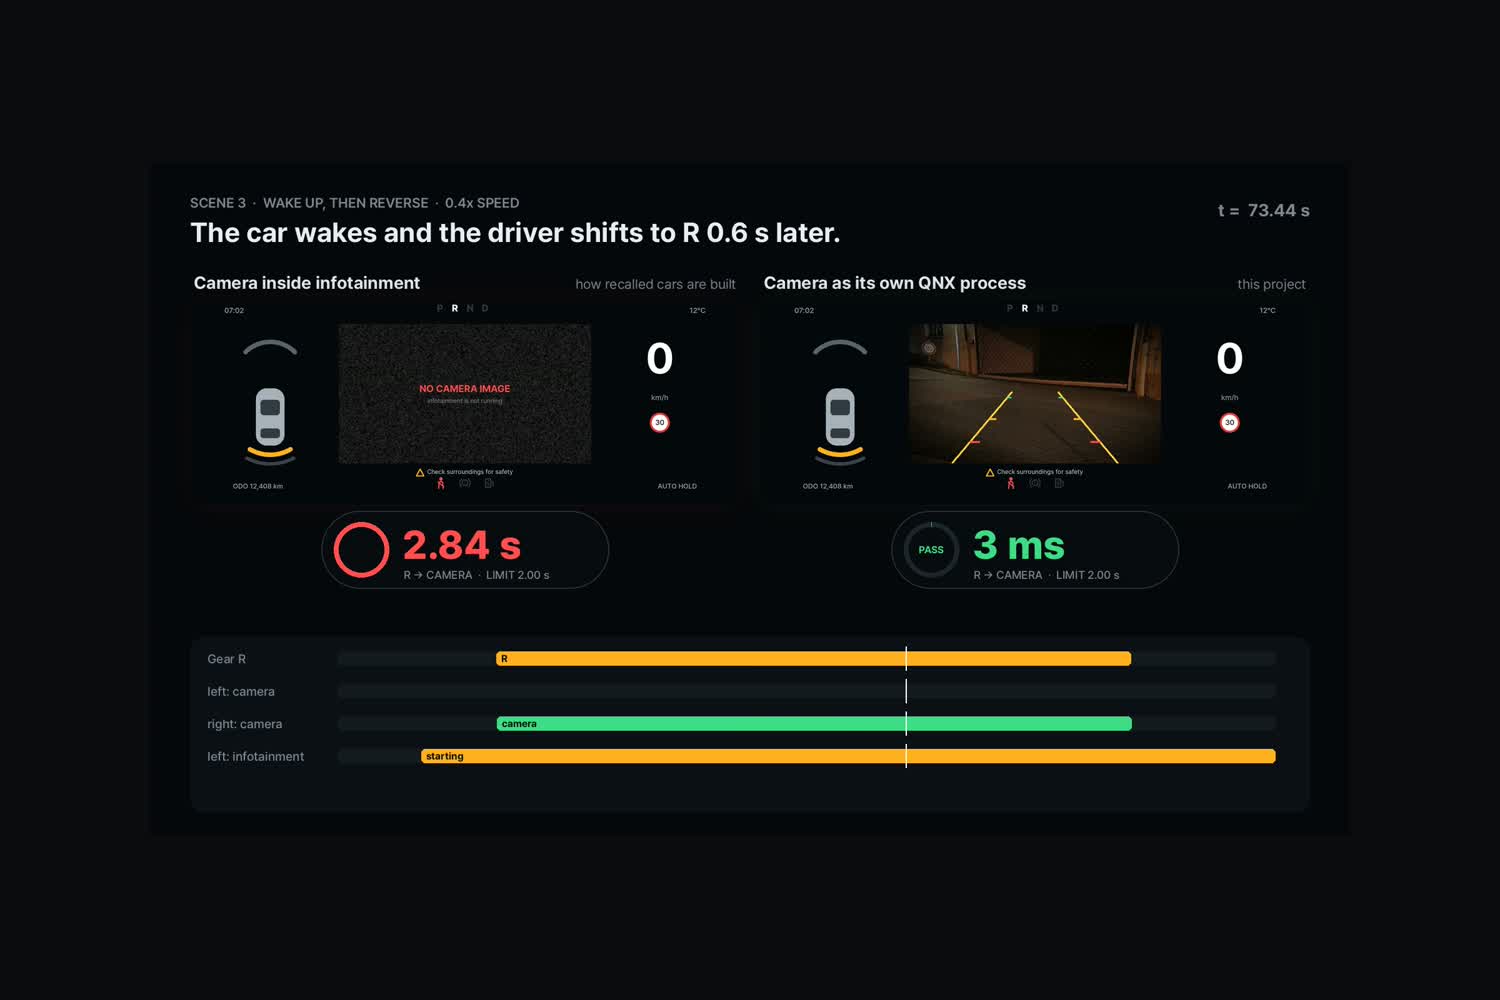 SCENE 3 · WAKE UP, THEN REVERSE · 0.4x SPEED
t = 73.44 s
The car wakes and the driver shifts to R 0.6 s later.
Camera inside infotainment
how recalled cars are built
Camera as its own QNX process
this project
07:02
P R N D
12°C
07:02
P R N D
12°C
NO CAMERA IMAGE
infotainment is not running
0
km/h
30
0
km/h
30
Check surroundings for safety
ODO 12,408 km
AUTO HOLD
Check surroundings for safety
ODO 12,408 km
AUTO HOLD
2.84 s
R → CAMERA · LIMIT 2.00 s
PASS
3 ms
R → CAMERA · LIMIT 2.00 s
Gear R
R
left: camera
right: camera
camera
left: infotainment
starting